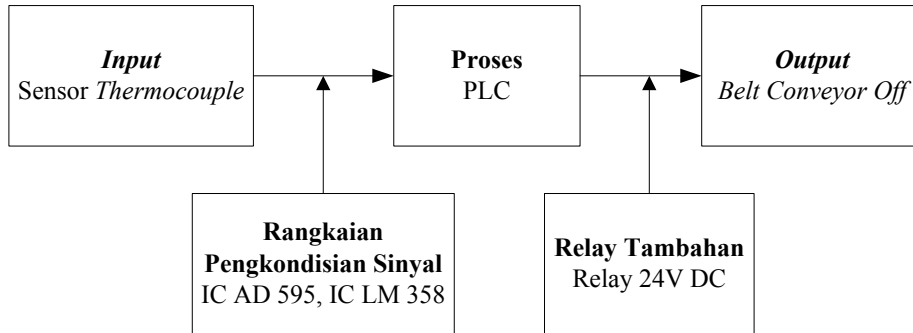 Input
Sensor Thermocouple
Proses
PLC
Output
Belt Conveyor Off
Rangkaian
Pengkondisian Sinyal
IC AD 595, IC LM 358
Relay Tambahan
Relay 24V DC